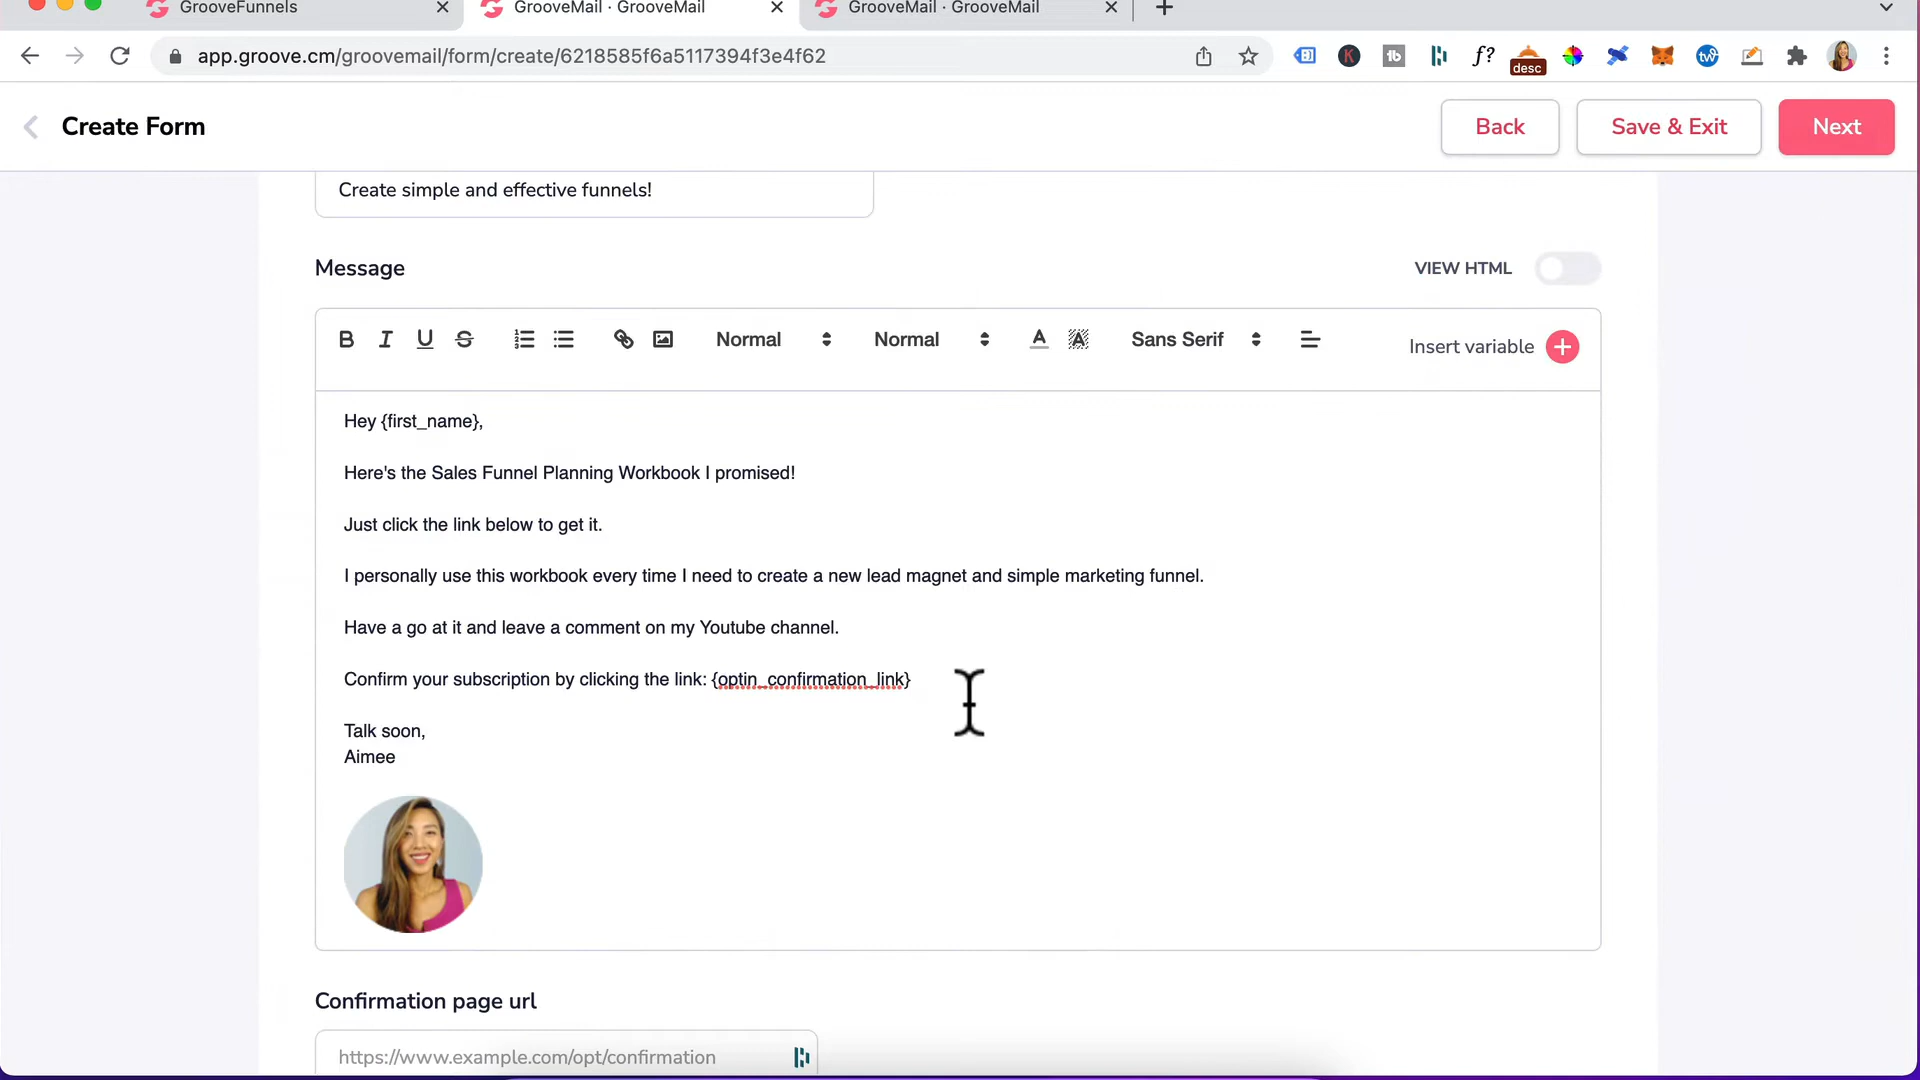 GrooveFunnels
GrooveMail · GrooveMail
GrooveMail · GrooveMail
app.groove.cm/groovemail/form/create/6218585f6a5117394f3e4f62
K
tb
f?
desc
tw
Create Form
Back
Save & Exit
Next
Create simple and effective funnels!
Message
VIEW HTML
B I U S
Normal
Normal
A
A
Sans Serif
Insert variable
Hey {first_name},
Here's the Sales Funnel Planning Workbook I promised!
Just click the link below to get it.
I personally use this workbook every time I need to create a new lead magnet and simple marketing funnel.
Have a go at it and leave a comment on my Youtube channel.
Confirm your subscription by clicking the link: {optin_confirmation_link}
Talk soon,
Aimee
Confirmation page url
https://www.example.com/opt/confirmation